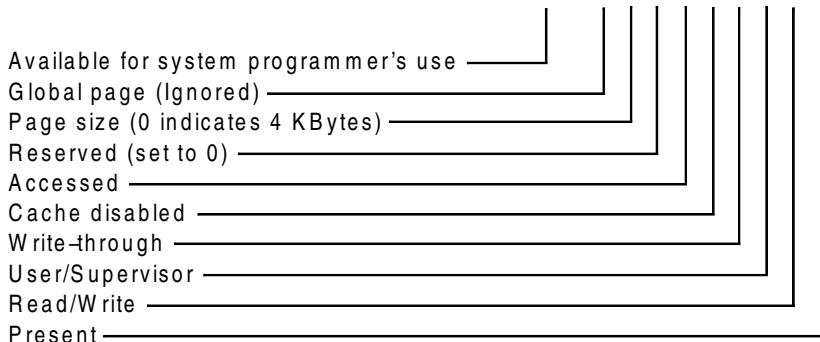 Available for system programmer's use
Global page (Ignored)
Page size (0 indicates 4 KBytes)
Reserved (set to 0)
Accessed
Cache disabled
Write–through
User/Supervisor
Read/Write
Present